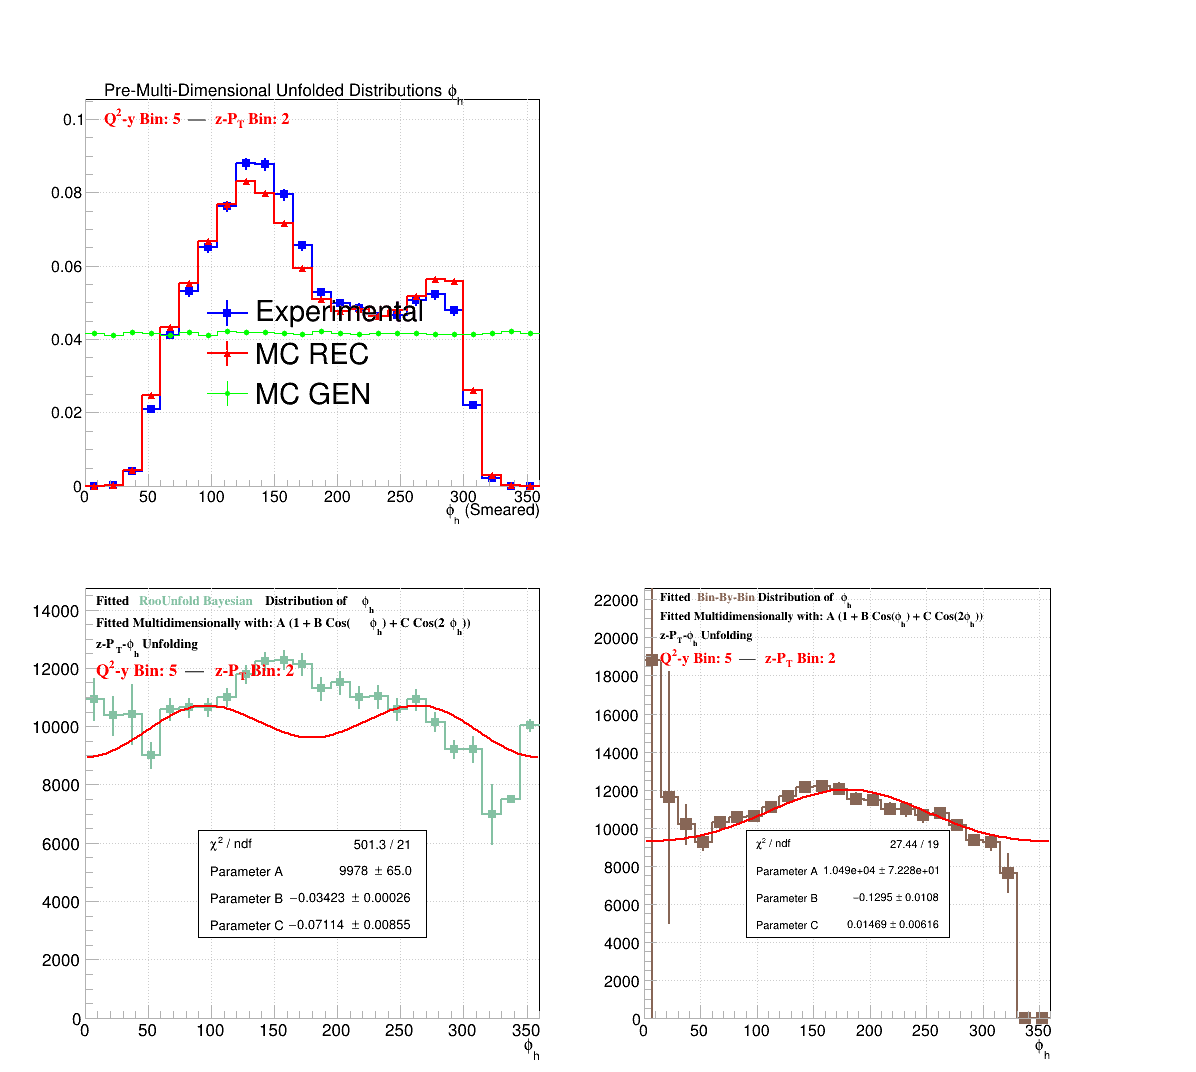 Pre-Multi-Dimensional Unfolded Distributions ϕh
Q2-y Bin: 5 — z-PT Bin: 2
0.1
0.08
0.06
0.04
0.02
0
Experimental
MC REC
MC GEN
0 50 100 150 200 250 300 350
ϕh (Smeared)
Fitted RooUnfold Bayesian Distribution of ϕh
Fitted Multidimensionally with: A (1 + B Cos( ϕh) + C Cos(2 ϕh))
z-PT-ϕh Unfolding
Q2-y Bin: 5 — z-PT Bin: 2
14000
12000
10000
8000
6000
4000
2000
0
χ2 / ndf 501.3 / 21
Parameter A 9978 ± 65.0
Parameter B −0.03423 ± 0.00026
Parameter C −0.07114 ± 0.00855
0 50 100 150 200 250 300 350
ϕh
Fitted Bin-By-Bin Distribution of ϕh
Fitted Multidimensionally with: A (1 + B Cos(ϕh) + C Cos(2ϕh))
z-PT-ϕh Unfolding
Q2-y Bin: 5 — z-PT Bin: 2
22000
20000
18000
16000
14000
12000
10000
8000
6000
4000
2000
0
χ2 / ndf 27.44 / 19
Parameter A 1.049e+04 ± 7.228e+01
Parameter B −0.1295 ± 0.0108
Parameter C 0.01469 ± 0.00616
0 50 100 150 200 250 300 350
ϕh